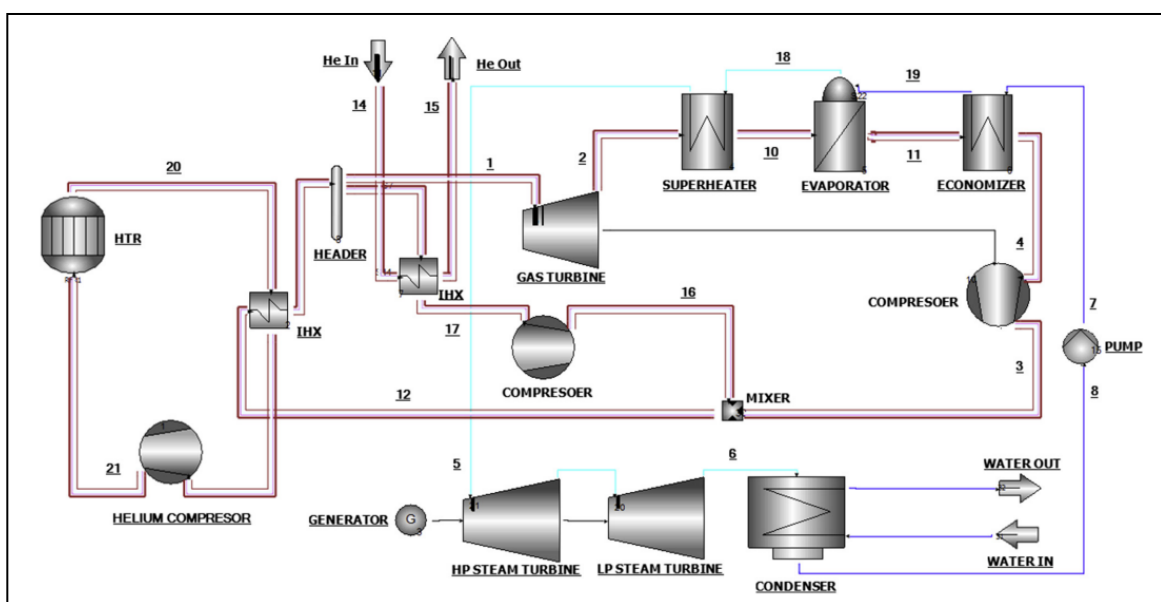 He In
He Out
18
19
14
15
20
1
2
10
11
SUPERHEATER
EVAPORATOR
ECONOMIZER
HTR
HEADER
GAS TURBINE
4
COMPRESOER
IHX
IHX
16
17
7
PUMP
COMPRESOER
3
8
12
MIXER
21
5
6
WATER OUT
HELIUM COMPRESOR
GENERATOR
G
WATER IN
HP STEAM TURBINE
LP STEAM TURBINE
CONDENSER